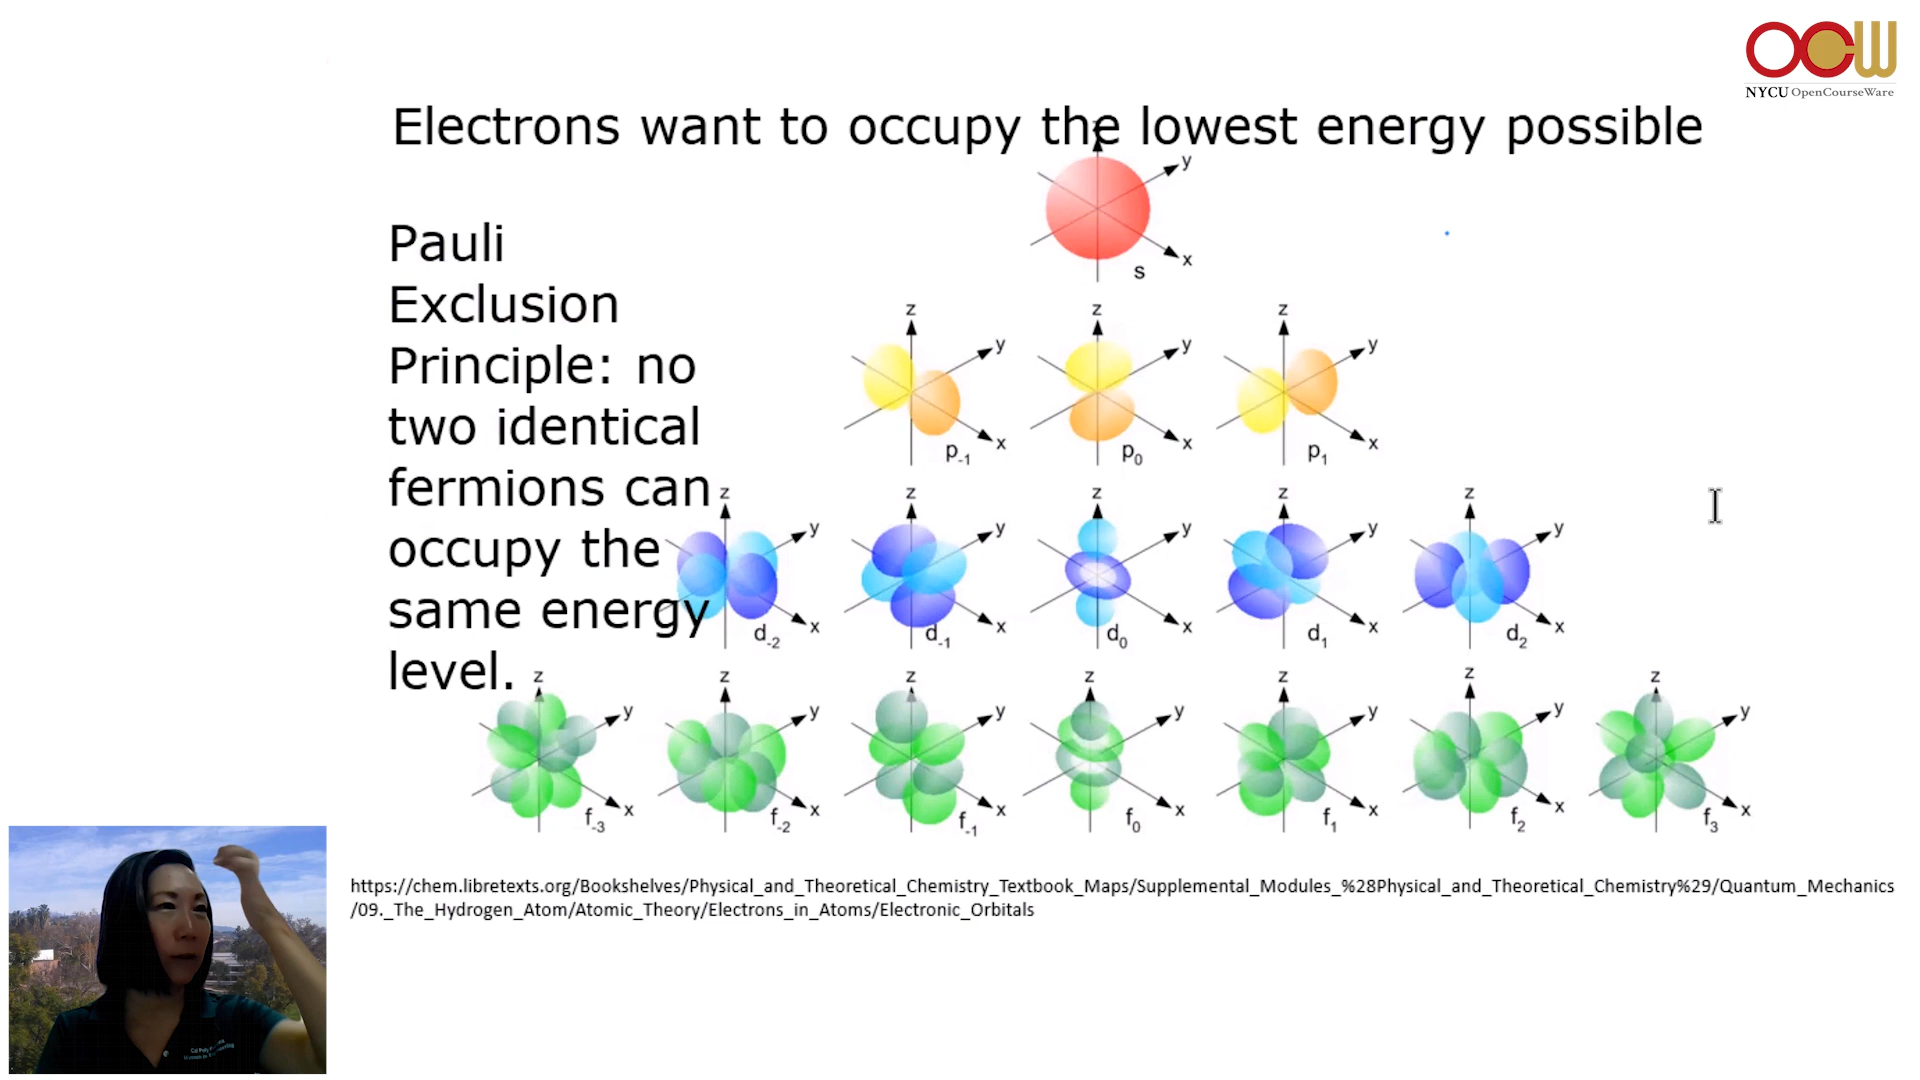 OCW
NYCU OpenCourseWare
Electrons want to occupy the lowest energy possible
Pauli
Exclusion
Principle: no
two identical
fermions can
occupy the
same energy
level.
z
y
x
s
z
y
x
p-1
z
y
x
p0
z
y
x
p1
z
y
x
d-2
z
y
x
d-1
z
y
x
d0
z
y
x
d1
z
y
x
d2
z
y
x
f-3
z
y
x
f-2
z
y
x
f-1
z
y
x
f0
z
y
x
f1
z
y
x
f2
z
y
x
f3
https://chem.libretexts.org/Bookshelves/Physical_and_Theoretical_Chemistry_Textbook_Maps/Supplemental_Modules_%28Physical_and_Theoretical_Chemistry%29/Quantum_Mechanics
/09._The_Hydrogen_Atom/Atomic_Theory/Electrons_in_Atoms/Electronic_Orbitals